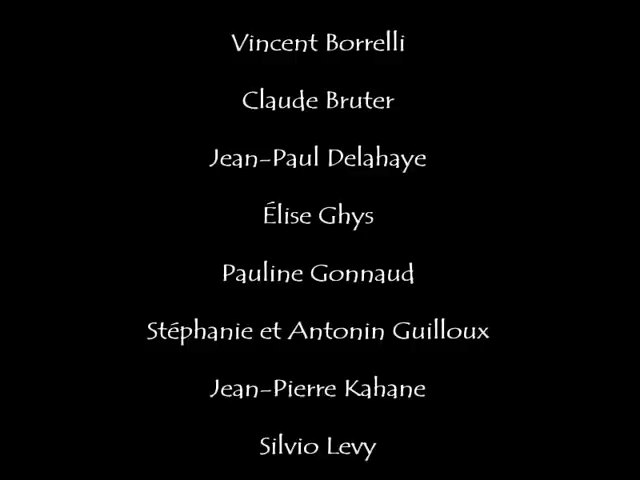 Vincent Borrelli
Claude Bruter
Jean-Paul Delahaye
Élise Ghys
Pauline Gonnaud
Stéphanie et Antonin Guilloux
Jean-Pierre Kahane
Silvio Levy